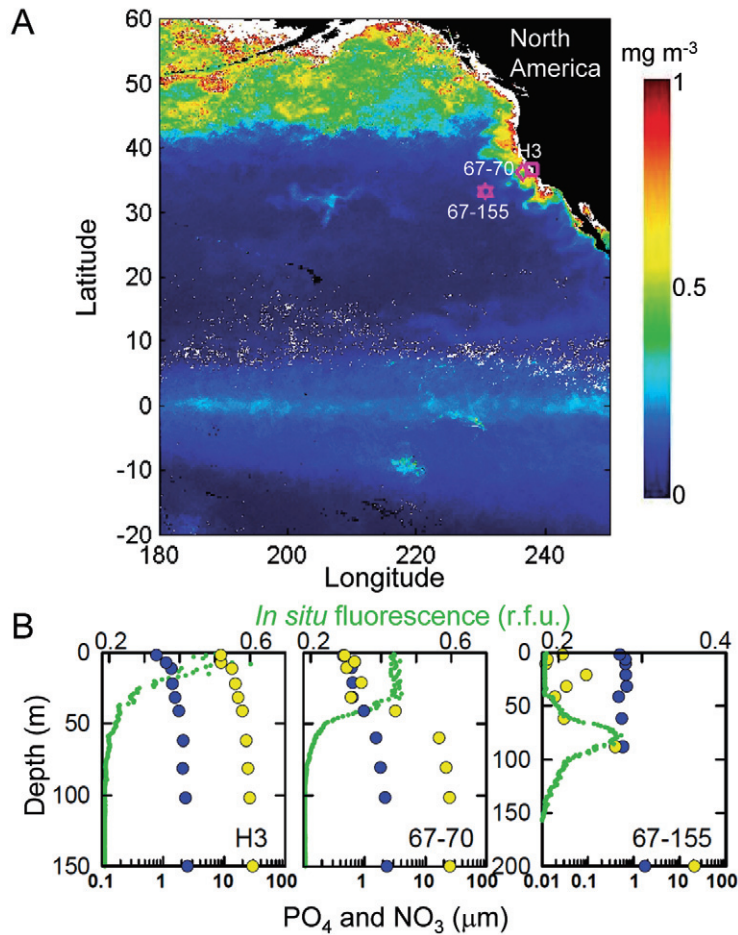 A
North
America
mg m-3
1
0.5
0
H3
67-70
67-155
Latitude
60
50
40
30
20
10
0
-10
-20
180 200 220 240
Longitude
B
In situ fluorescence (r.f.u.)
0.2 0.6 0.2 0.6 0.2 0.4
Depth (m)
0
50
100
150
H3
0.1 1 10 100
67-70
1 10 100
0
50
100
150
200
67-155
0.01 0.1 1 10 100
PO4 and NO3 (μm)